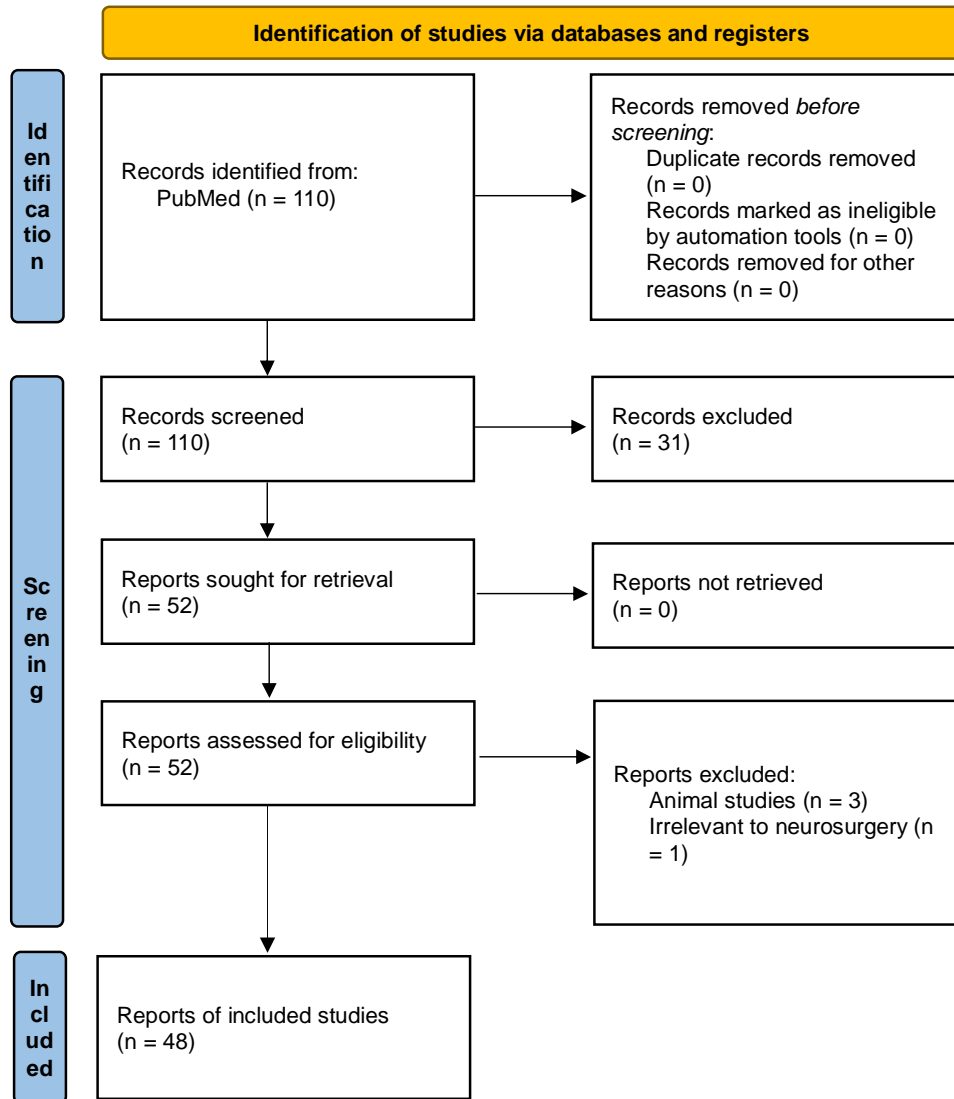 Identification of studies via databases and registers
Id
en
tifi
ca
tio
n
Records identified from:
PubMed (n = 110)
Records removed before
screening:
Duplicate records removed
(n = 0)
Records marked as ineligible
by automation tools (n = 0)
Records removed for other
reasons (n = 0)
Sc
re
en
in
g
Records screened
(n = 110)
Records excluded
(n = 31)
Reports sought for retrieval
(n = 52)
Reports not retrieved
(n = 0)
Reports assessed for eligibility
(n = 52)
Reports excluded:
Animal studies (n = 3)
Irrelevant to neurosurgery (n
= 1)
In
cl
ud
ed
Reports of included studies
(n = 48)